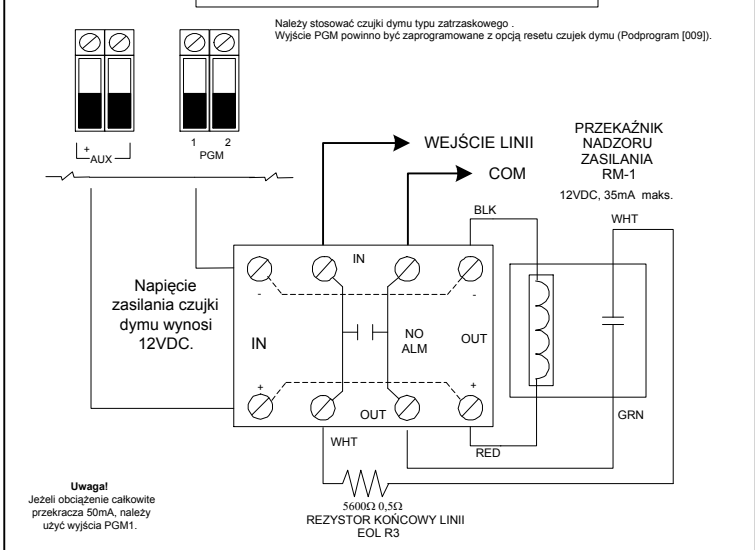 Należy stosować czujki dymu typu zatrzaskowego .
Wyjście PGM powinno być zaprogramowane z opcją resetu czujek dymu (Podprogram [009]).
+
AUX
-
1 2
PGM
WEJŚCIE LINII
COM
PRZEKAŹNIK
NADZORU
ZASILANIA
RM-1
12VDC, 35mA maks.
BLK
WHT
Napięcie
zasilania czujki
dymu wynosi
12VDC.
IN
-
-
IN
NO
ALM
OUT
+
+
OUT
WHT
RED
GRN
5600Ω 0,5Ω
REZYSTOR KOŃCOWY LINII
EOL R3
Uwaga!
Jeżeli obciążenie całkowite
przekracza 50mA, należy
użyć wyjścia PGM1.